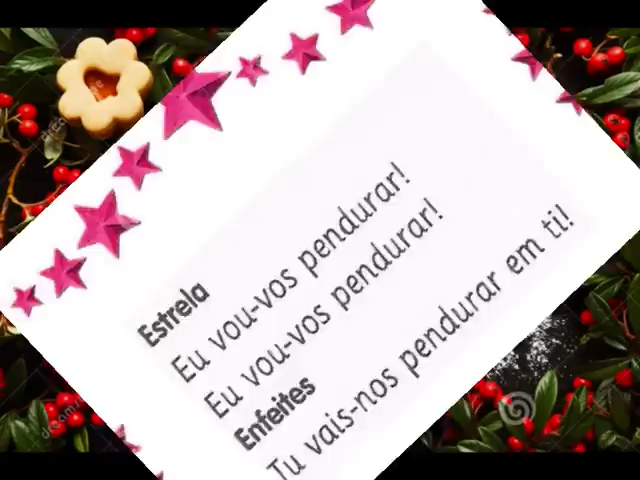 Estrela
Eu vou-vos pendurar!
Eu vou-vos pendurar!
Enfeites
Tu vais-nos pendurar em ti!